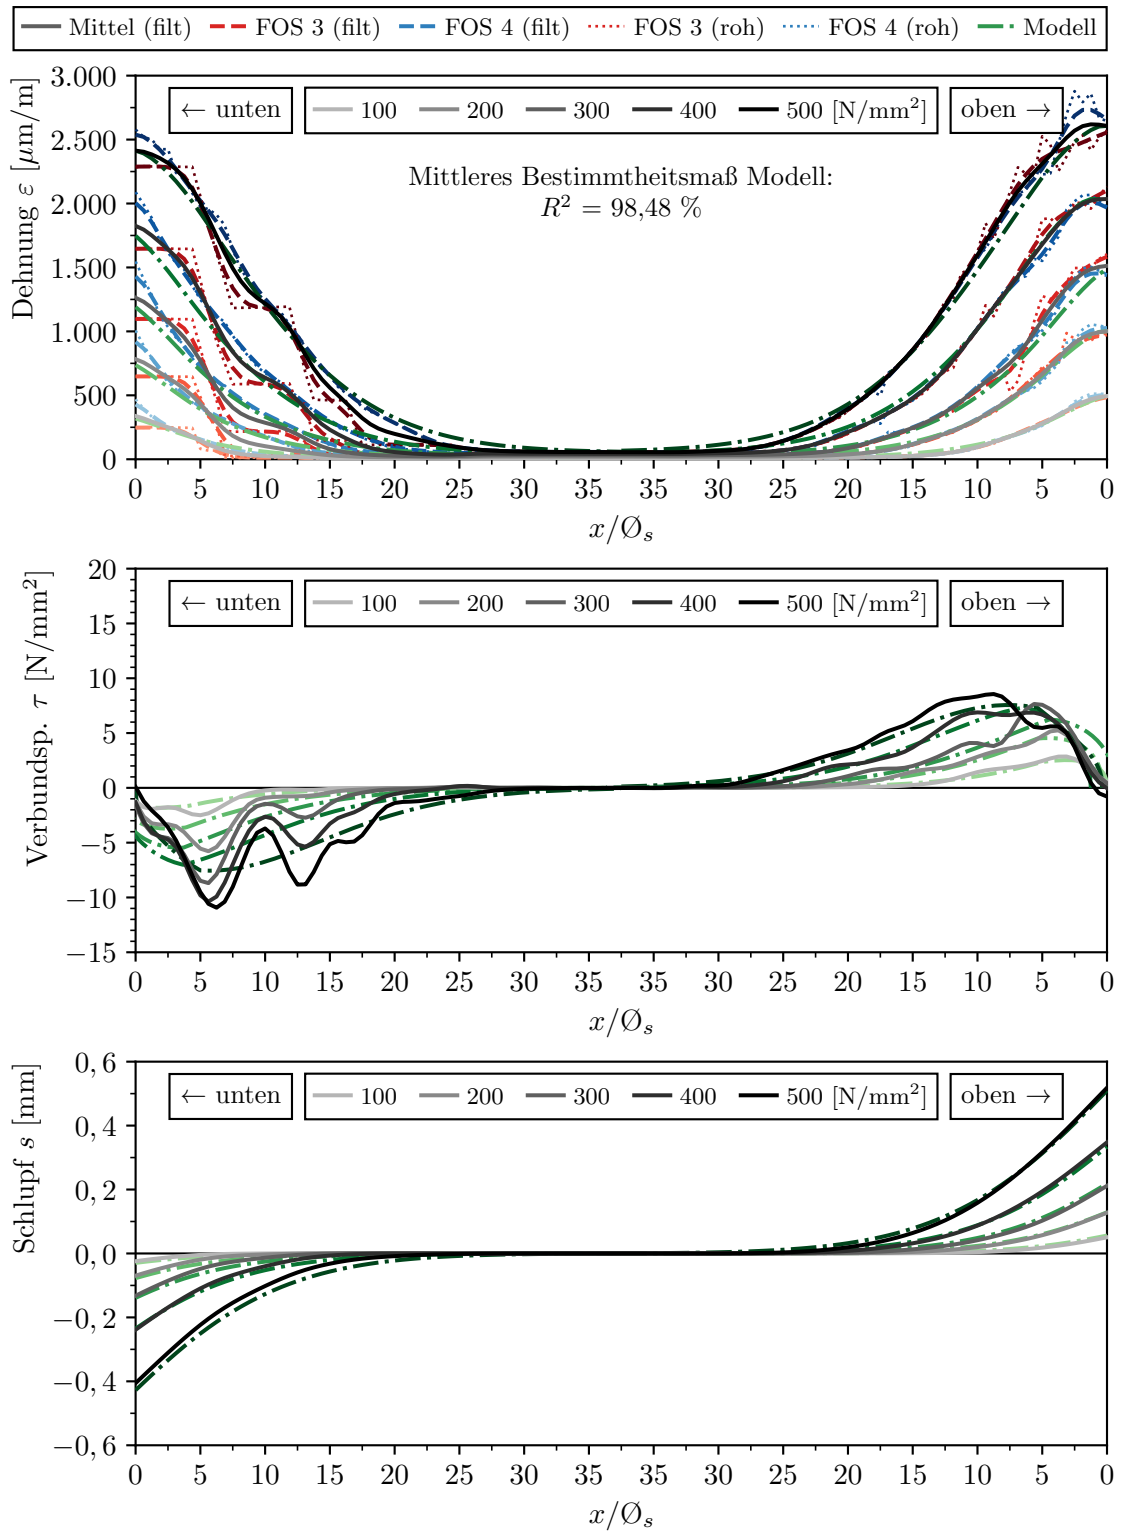 Mittel (filt) FOS 3 (filt) FOS 4 (filt) FOS 3 (roh) FOS 4 (roh) Modell
← unten 100 200 300 400 500 [N/mm²] oben →
Mittleres Bestimmtheitsmaß Modell:
R² = 98,48 %
Dehnung ε [μm/m]
3.000
2.500
2.000
1.500
1.000
500
0
0 5 10 15 20 25 30 35 30 25 20 15 10 5 0
x/Øₛ
← unten 100 200 300 400 500 [N/mm²] oben →
Verbundsp. τ [N/mm²]
20
15
10
5
0
−5
−10
−15
0 5 10 15 20 25 30 35 30 25 20 15 10 5 0
x/Øₛ
← unten 100 200 300 400 500 [N/mm²] oben →
Schlupf s [mm]
0,6
0,4
0,2
0,0
−0,2
−0,4
−0,6
0 5 10 15 20 25 30 35 30 25 20 15 10 5 0
x/Øₛ